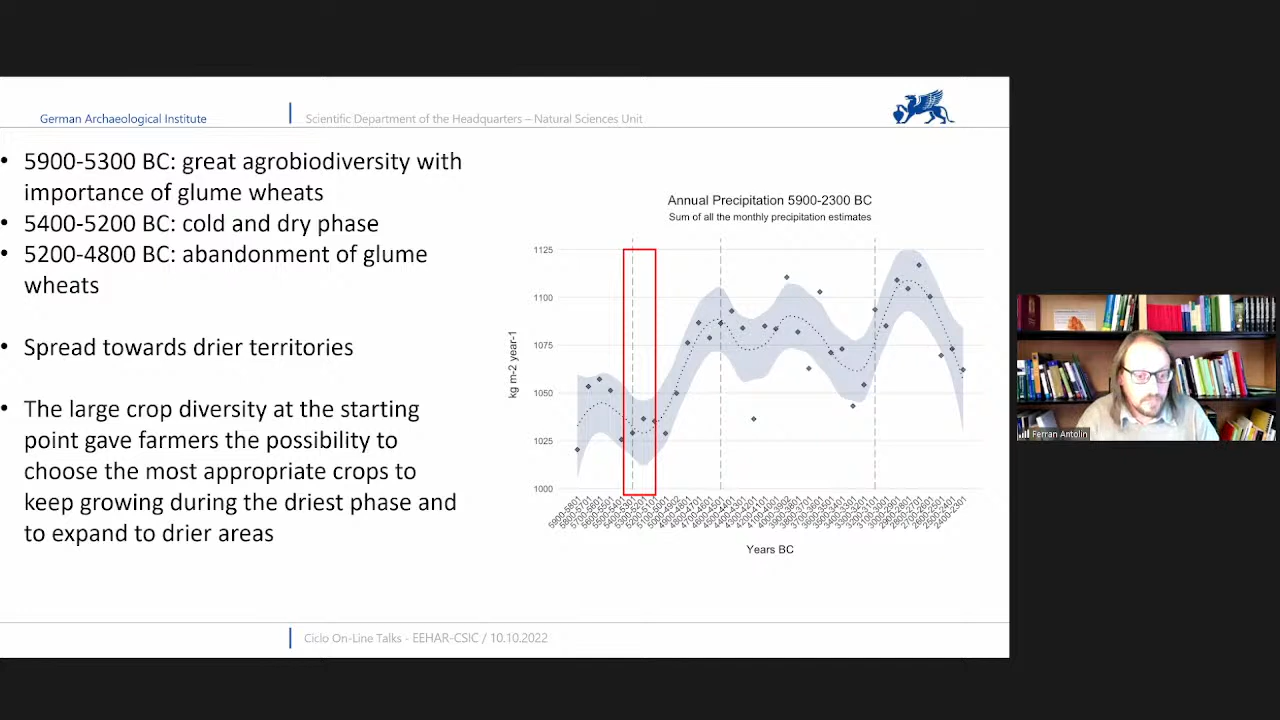 German Archaeological Institute
Scientific Department of the Headquarters – Natural Sciences Unit
• 5900-5300 BC: great agrobiodiversity with
importance of glume wheats
• 5400-5200 BC: cold and dry phase
• 5200-4800 BC: abandonment of glume
wheats
• Spread towards drier territories
• The large crop diversity at the starting
point gave farmers the possibility to
choose the most appropriate crops to
keep growing during the driest phase and
to expand to drier areas
Annual Precipitation 5900-2300 BC
Sum of all the monthly precipitation estimates
kg m-2 year-1
1125
1100
1075
1050
1025
1000
Years BC
Ciclo On-Line Talks - EEHAR-CSIC / 10.10.2022
Ferran Antolin